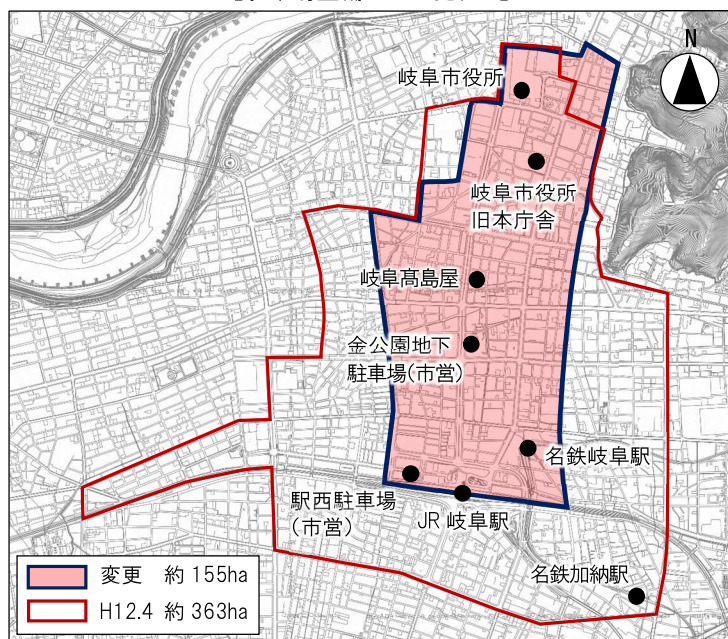 N
岐阜市役所
岐阜市役所
旧本庁舎
岐阜髙島屋
金公園地下
駐車場(市営)
名鉄岐阜駅
駅西駐車場
(市営)
JR 岐阜駅
名鉄加納駅
変更 約 155ha
H12.4 約 363ha